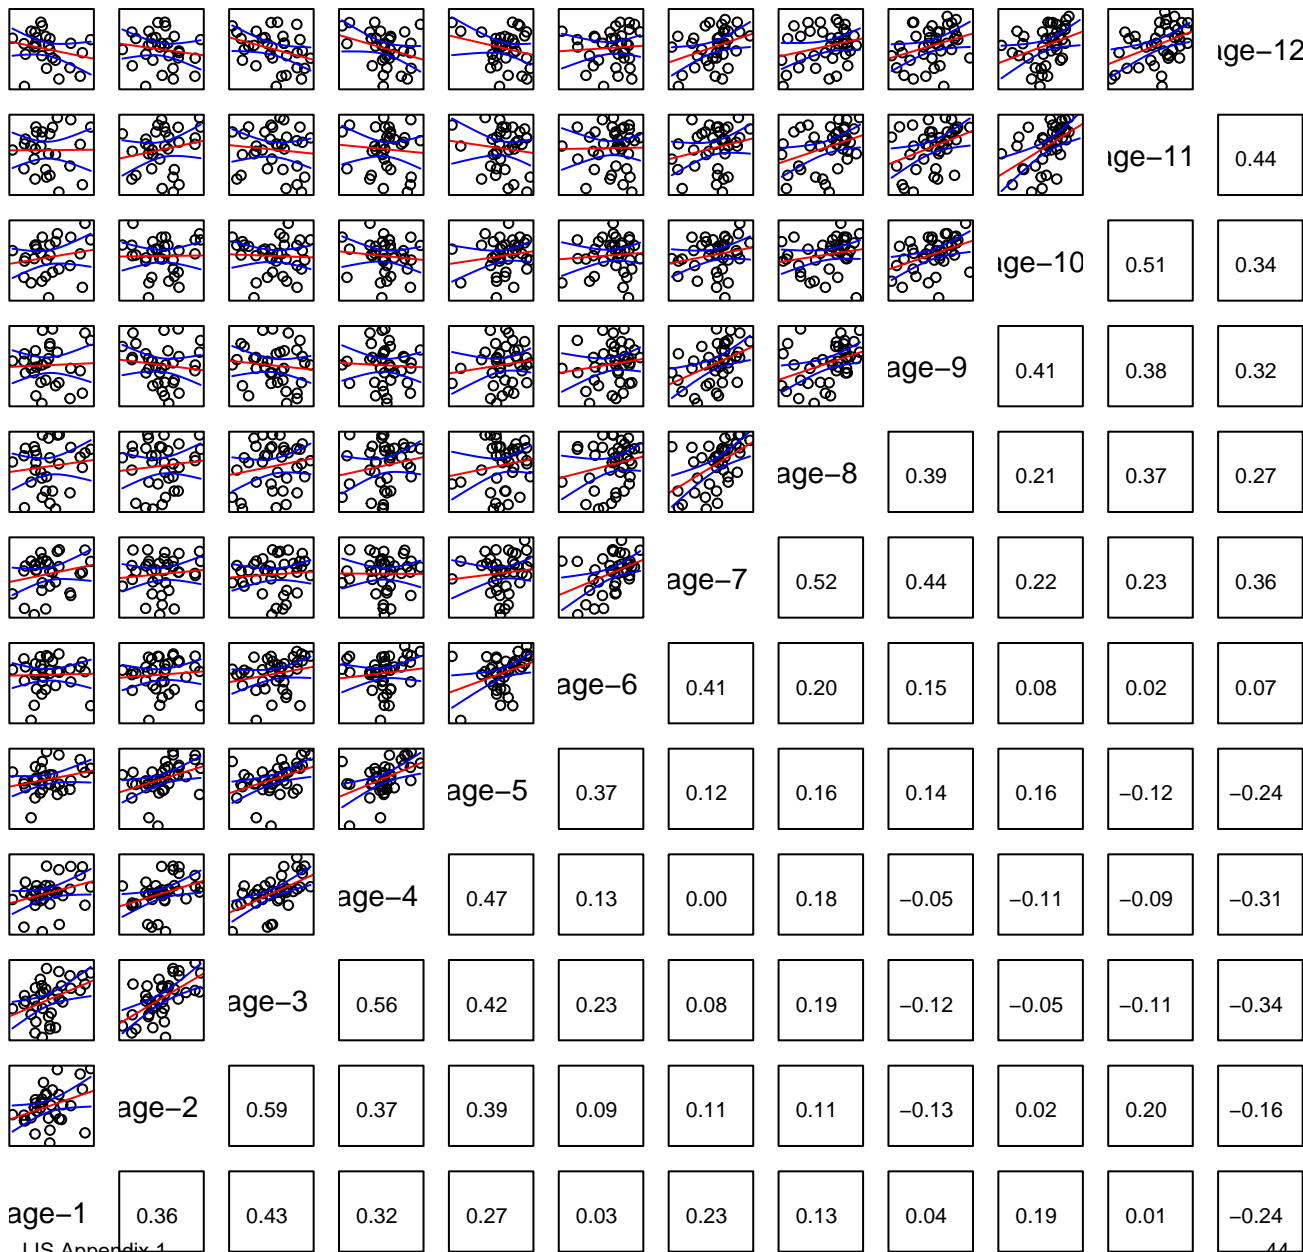 age−12
age−11 0.44
age−10 0.51 0.34
age−9 0.41 0.38 0.32
age−8 0.39 0.21 0.37 0.27
age−7 0.52 0.44 0.22 0.23 0.36
age−6 0.41 0.20 0.15 0.08 0.02 0.07
age−5 0.37 0.12 0.16 0.14 0.16 −0.12 −0.24
age−4 0.47 0.13 0.00 0.18 −0.05 −0.11 −0.09 −0.31
age−3 0.56 0.42 0.23 0.08 0.19 −0.12 −0.05 −0.11 −0.34
age−2 0.59 0.37 0.39 0.09 0.11 0.11 −0.13 0.02 0.20 −0.16
age−1 0.36 0.43 0.32 0.27 0.03 0.23 0.13 0.04 0.19 0.01 −0.24
Appendix 1 44